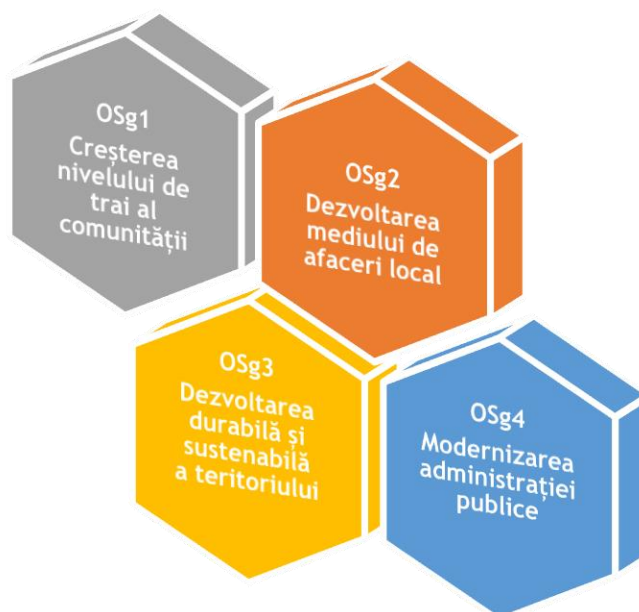 OSg1
Creșterea
nivelului de
trai al
comunității
OSg2
Dezvoltarea
mediului de
afaceri local
OSg3
Dezvoltarea
durabilă și
sustenabilă
a teritoriului
OSg4
Modernizarea
administrației
publice